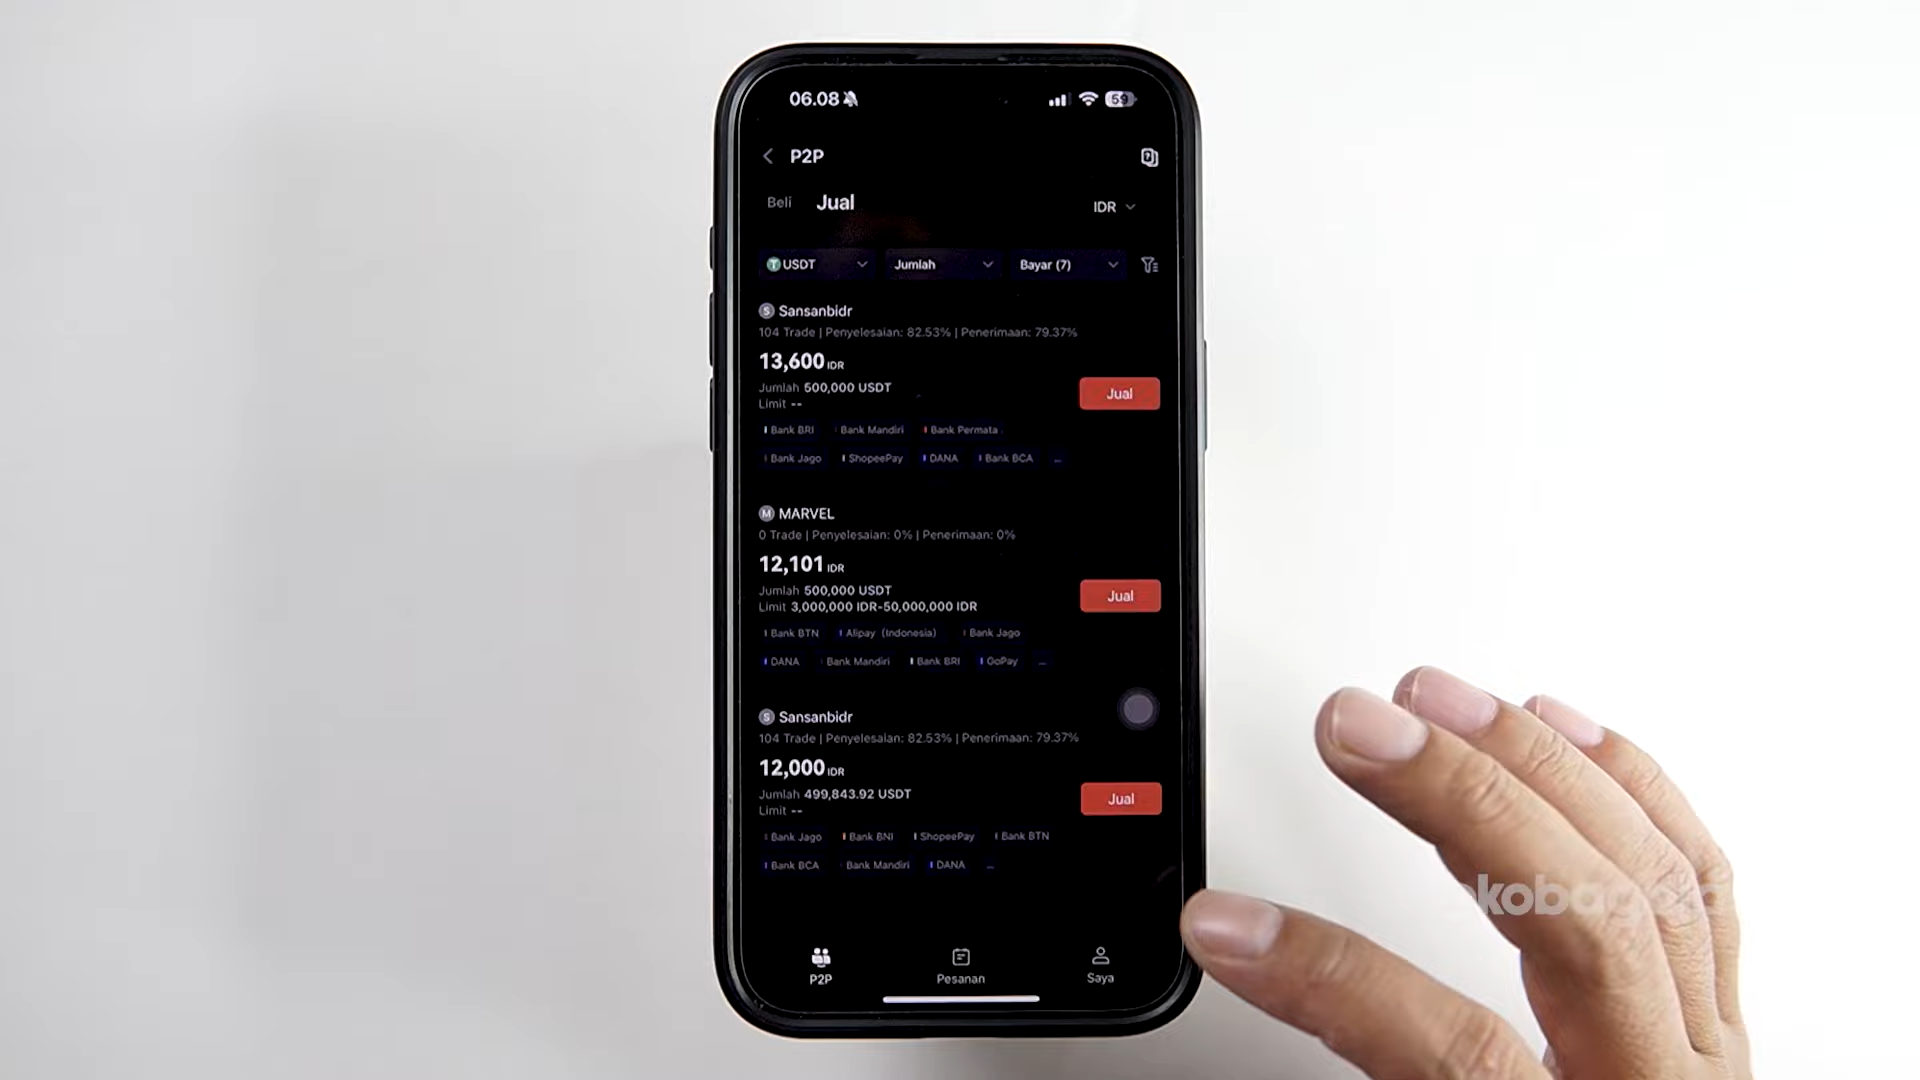 06.08
59
P2P
Beli Jual IDR
USDT Jumlah Bayar (7)
S Sansanbidr
104 Trade | Penyelesaian: 82.53% | Penerimaan: 79.37%
13,600 IDR
Jumlah 500,000 USDT
Jual
Limit --
Bank BRI Bank Mandiri Bank Permata
Bank Jago ShopeePay DANA Bank BCA ...
M MARVEL
0 Trade | Penyelesaian: 0% | Penerimaan: 0%
12,101 IDR
Jumlah 500,000 USDT
Jual
Limit 3,000,000 IDR-50,000,000 IDR
Bank BTN Alipay (Indonesia) Bank Jago
DANA Bank Mandiri Bank BRI GoPay ...
S Sansanbidr
104 Trade | Penyelesaian: 82.53% | Penerimaan: 79.37%
12,000 IDR
Jumlah 499,843.92 USDT
Jual
Limit --
Bank Jago Bank BNI ShopeePay Bank BTN
Bank BCA Bank Mandiri DANA ...
P2P Pesanan Saya